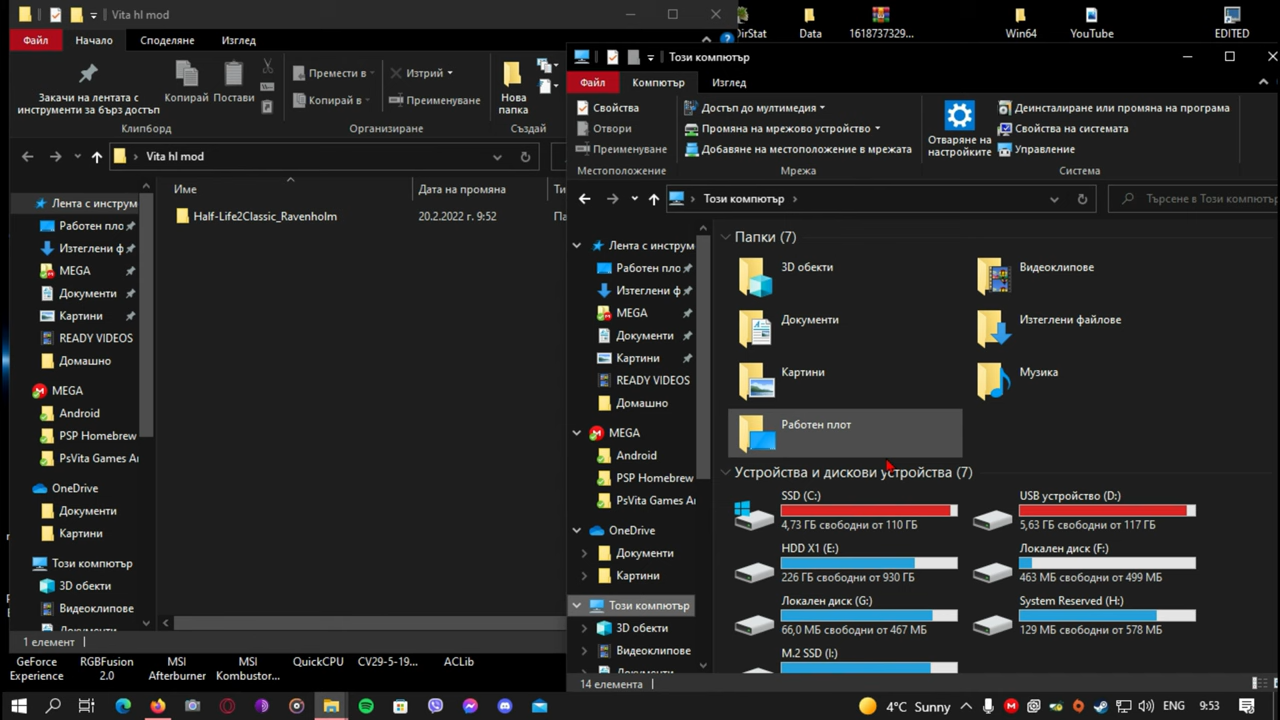 Vita hl mod
Файл
Начало
Споделяне
Изглед
Закачи на лентата с
инструменти за бърз достъп
Копирай
Постави
Клипборд
Премести в
Копирай в
Изтрий
Преименуване
Организиране
Нова
папка
Създай
Vita hl mod
Име
Дата на промяна
Half-Life2Classic_Ravenholm
20.2.2022 г. 9:52
Лента с инструм
Работен пло
Изтеглени ф
MEGA
Документи
Картини
READY VIDEOS
Домашно
MEGA
Android
PSP Homebrew
PsVita Games Ar
OneDrive
Документи
Картини
Този компютър
3D обекти
Видеоклипове
1 елемент
DirStat
Data
1618737329...
Win64
YouTube
EDITED
Този компютър
Файл
Компютър
Изглед
Свойства
Отвори
Преименуване
Местоположение
Достъп до мултимедия
Промяна на мрежово устройство
Добавяне на местоположение в мрежата
Мрежа
Отваряне на
настройките
Деинсталиране или промяна на програма
Свойства на системата
Управление
Система
Този компютър
Търсене в Този компютър
Лента с инструм
Работен пло
Изтеглени ф
MEGA
Документи
Картини
READY VIDEOS
Домашно
MEGA
Android
PSP Homebrew
PsVita Games Ar
OneDrive
Документи
Картини
Този компютър
3D обекти
Видеоклипове
Папки (7)
3D обекти
Видеоклипове
Документи
Изтеглени файлове
Картини
Музика
Работен плот
Устройства и дискови устройства (7)
SSD (C:)
4,73 ГБ свободни от 110 ГБ
USB устройство (D:)
5,63 ГБ свободни от 117 ГБ
HDD X1 (E:)
226 ГБ свободни от 930 ГБ
Локален диск (F:)
463 МБ свободни от 499 МБ
Локален диск (G:)
66,0 МБ свободни от 467 МБ
System Reserved (H:)
129 МБ свободни от 578 МБ
M.2 SSD (I:)
14 елемента
GeForce
Experience
RGBFusion
2.0
MSI
Afterburner
MSI
Kombustor...
QuickCPU
CV29-5-19...
ACLib
4°C Sunny
ENG
9:53